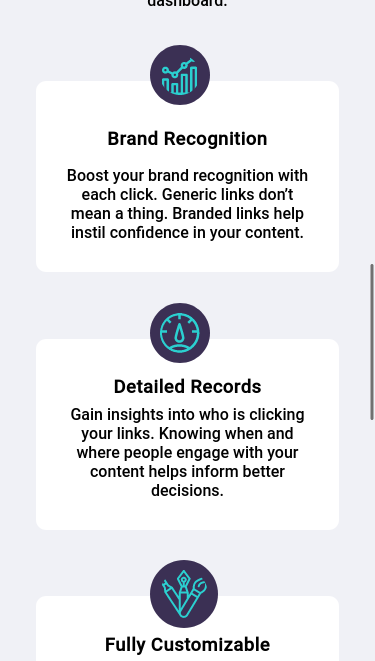 dashboard.
Brand Recognition
Boost your brand recognition with
each click. Generic links don’t
mean a thing. Branded links help
instil confidence in your content.
Detailed Records
Gain insights into who is clicking
your links. Knowing when and
where people engage with your
content helps inform better
decisions.
Fully Customizable